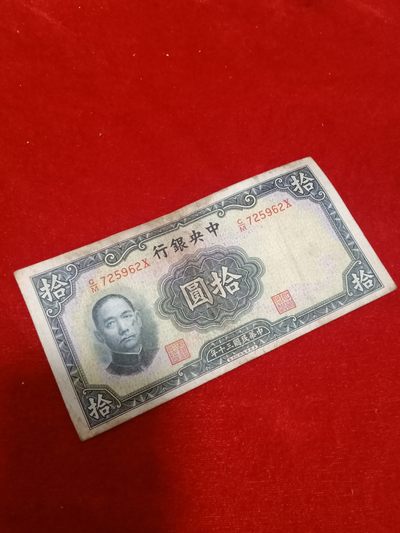 中央銀行
C/M 725962X
C/M 725962X
拾
拾
拾圓
拾
拾
中華民國三十年